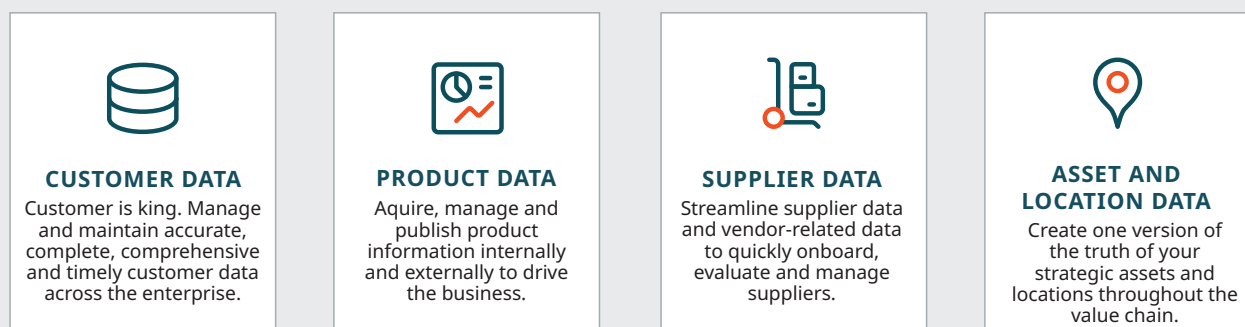 CUSTOMER DATA
Customer is king. Manage
and maintain accurate,
complete, comprehensive
and timely customer data
across the enterprise.
PRODUCT DATA
Aquire, manage and
publish product
information internally
and externally to drive
the business.
SUPPLIER DATA
Streamline supplier data
and vendor-related data
to quickly onboard,
evaluate and manage
suppliers.
ASSET AND
LOCATION DATA
Create one version of
the truth of your
strategic assets and
locations throughout the
value chain.